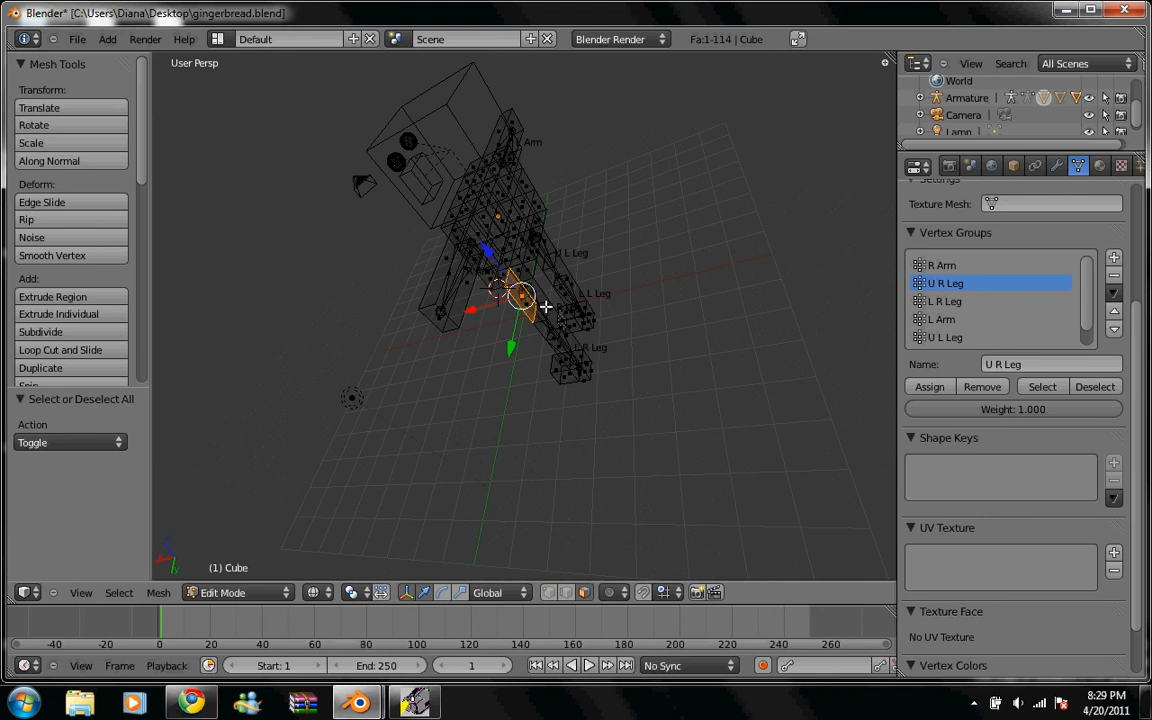 Blender* [C:\Users\Diana\Desktop\gingerbread.blend]
File Add Render Help Default Scene Blender Render Fa:1-114 | Cube
View Search All Scenes
World
Armature
Camera
Lamp
Mesh Tools
Transform:
Translate
Rotate
Scale
Along Normal
Deform:
Edge Slide
Rip
Noise
Smooth Vertex
Add:
Extrude Region
Extrude Individual
Subdivide
Loop Cut and Slide
Duplicate
Spin
Select or Deselect All
Action
Toggle
User Persp
L Arm
L Leg
L L Leg
L R Leg
(1) Cube
Settings
Texture Mesh:
Vertex Groups
R Arm
U R Leg
L R Leg
L Arm
U L Leg
Name: U R Leg
Assign Remove Select Deselect
Weight: 1.000
Shape Keys
UV Texture
Texture Face
No UV Texture
Vertex Colors
View Select Mesh Edit Mode Global
-40 -20 0 20 40 60 80 100 120 140 160 180 200 220 240 260
View Frame Playback Start: 1 End: 250 1 No Sync
8:29 PM
4/20/2011